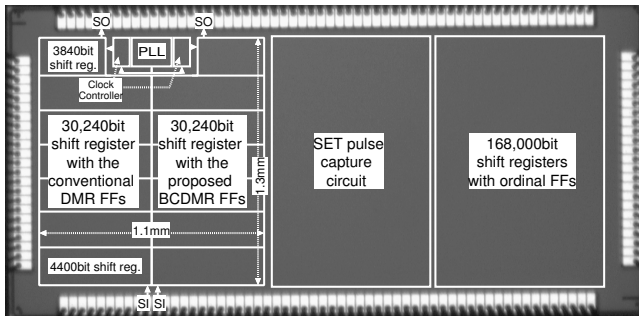 SO
SO
3840bit
shift reg.
PLL
Clock
Controller
30,240bit
shift register
with the
conventional
DMR FFs
30,240bit
shift register
with the
proposed
BCDMR FFs
1.3mm
1.1mm
4400bit shift reg.
SI
SI
SET pulse
capture
circuit
168,000bit
shift registers
with ordinal FFs